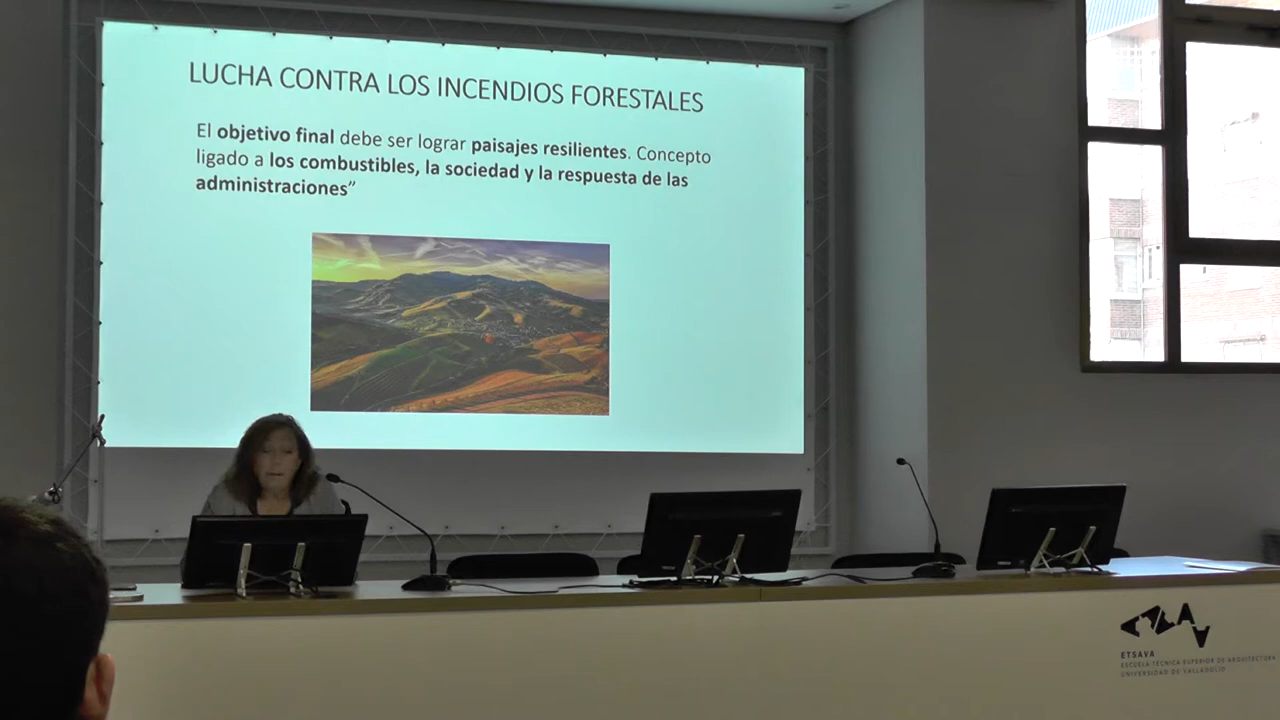 LUCHA CONTRA LOS INCENDIOS FORESTALES
El objetivo final debe ser lograr paisajes resilientes. Concepto
ligado a los combustibles, la sociedad y la respuesta de las
administraciones”
ETSAVA
ESCUELA TÉCNICA SUPERIOR DE ARQUITECTURA
UNIVERSIDAD DE VALLADOLID